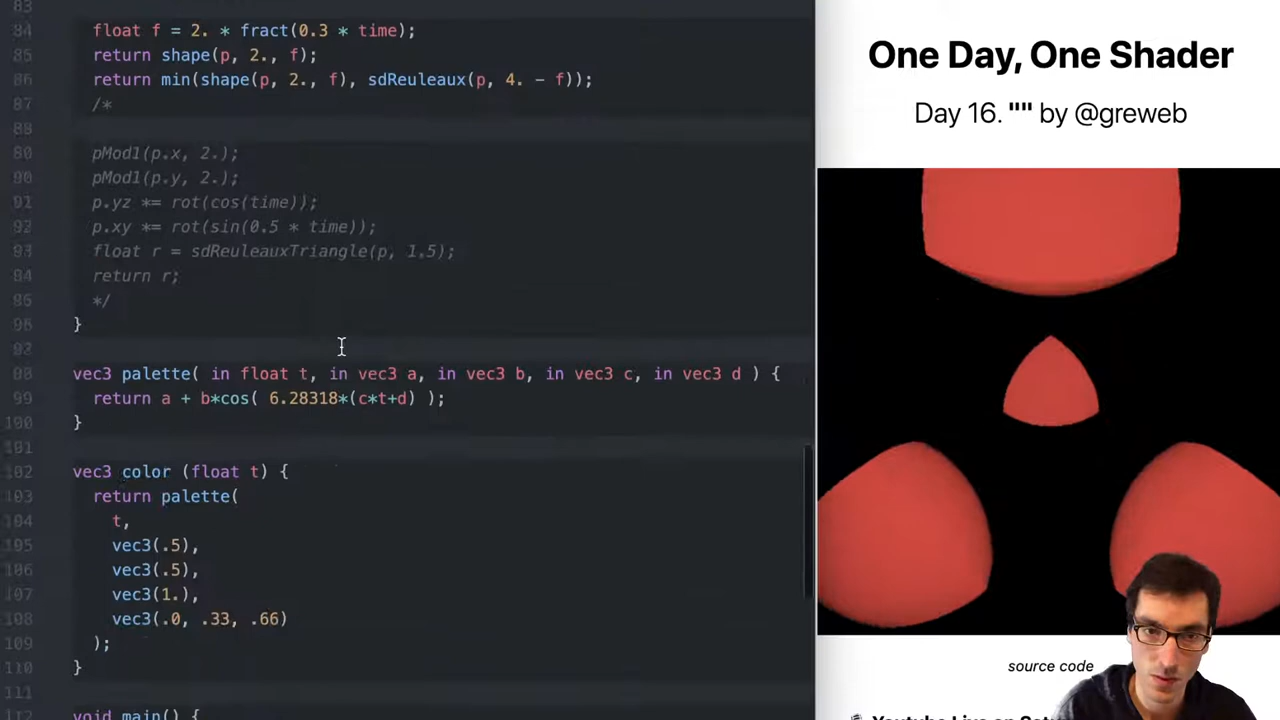 83
84 float f = 2. * fract(0.3 * time);
85 return shape(p, 2., f);
86 return min(shape(p, 2., f), sdReuleaux(p, 4. - f));
87 /*
88
89 pMod1(p.x, 2.);
90 pMod1(p.y, 2.);
91 p.yz *= rot(cos(time));
92 p.xy *= rot(sin(0.5 * time));
93 float r = sdReuleauxTriangle(p, 1.5);
94 return r;
95 */
96 }
97
98 vec3 palette( in float t, in vec3 a, in vec3 b, in vec3 c, in vec3 d ) {
99 return a + b*cos( 6.28318*(c*t+d) );
100 }
101
102 vec3 color (float t) {
103 return palette(
104 t,
105 vec3(.5),
106 vec3(.5),
107 vec3(1.),
108 vec3(.0, .33, .66)
109 );
110 }
111
112 void main() {
One Day, One Shader
Day 16. "" by @greweb
source code
Youtube Live on